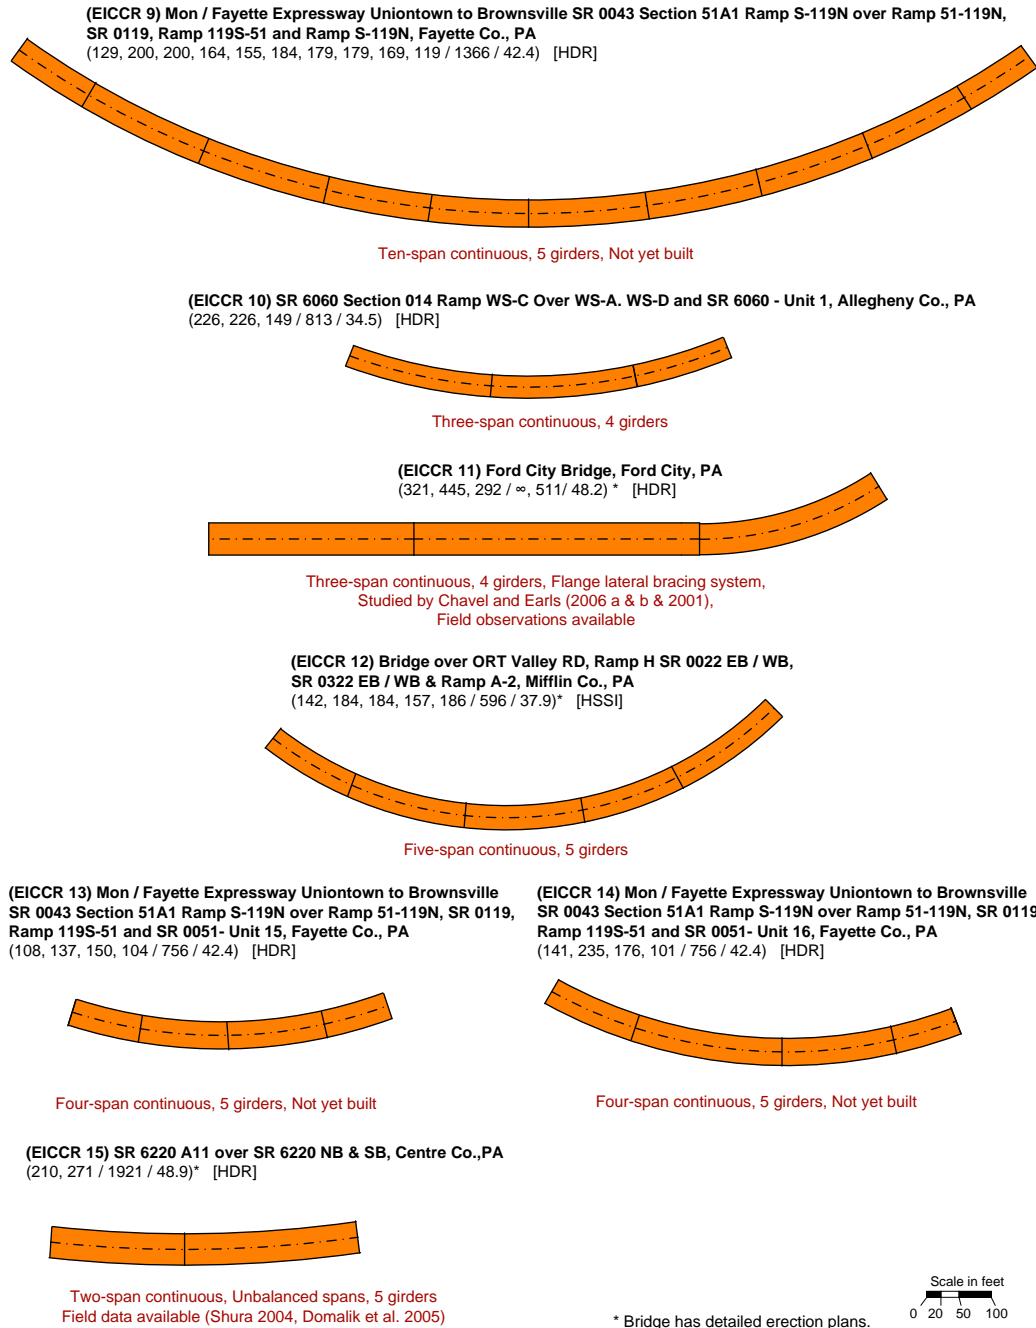 (EICCR 9) Mon / Fayette Expressway Uniontown to Brownsville SR 0043 Section 51A1 Ramp S-119N over Ramp 51-119N,
SR 0119, Ramp 119S-51 and Ramp S-119N, Fayette Co., PA
(129, 200, 200, 164, 155, 184, 179, 179, 169, 119 / 1366 / 42.4) [HDR]
Ten-span continuous, 5 girders, Not yet built
(EICCR 10) SR 6060 Section 014 Ramp WS-C Over WS-A. WS-D and SR 6060 - Unit 1, Allegheny Co., PA
(226, 226, 149 / 813 / 34.5) [HDR]
Three-span continuous, 4 girders
(EICCR 11) Ford City Bridge, Ford City, PA
(321, 445, 292 / ∞, 511/ 48.2) * [HDR]
Three-span continuous, 4 girders, Flange lateral bracing system,
Studied by Chavel and Earls (2006 a & b & 2001),
Field observations available
(EICCR 12) Bridge over ORT Valley RD, Ramp H SR 0022 EB / WB,
SR 0322 EB / WB & Ramp A-2, Mifflin Co., PA
(142, 184, 184, 157, 186 / 596 / 37.9)* [HSSI]
Five-span continuous, 5 girders
(EICCR 13) Mon / Fayette Expressway Uniontown to Brownsville
SR 0043 Section 51A1 Ramp S-119N over Ramp 51-119N, SR 0119,
Ramp 119S-51 and SR 0051- Unit 15, Fayette Co., PA
(108, 137, 150, 104 / 756 / 42.4) [HDR]
Four-span continuous, 5 girders, Not yet built
(EICCR 14) Mon / Fayette Expressway Uniontown to Brownsville
SR 0043 Section 51A1 Ramp S-119N over Ramp 51-119N, SR 0119
Ramp 119S-51 and SR 0051- Unit 16, Fayette Co., PA
(141, 235, 176, 101 / 756 / 42.4) [HDR]
Four-span continuous, 5 girders, Not yet built
(EICCR 15) SR 6220 A11 over SR 6220 NB & SB, Centre Co.,PA
(210, 271 / 1921 / 48.9)* [HDR]
Two-span continuous, Unbalanced spans, 5 girders
Field data available (Shura 2004, Domalik et al. 2005)
* Bridge has detailed erection plans.
Scale in feet
0 20 50 100